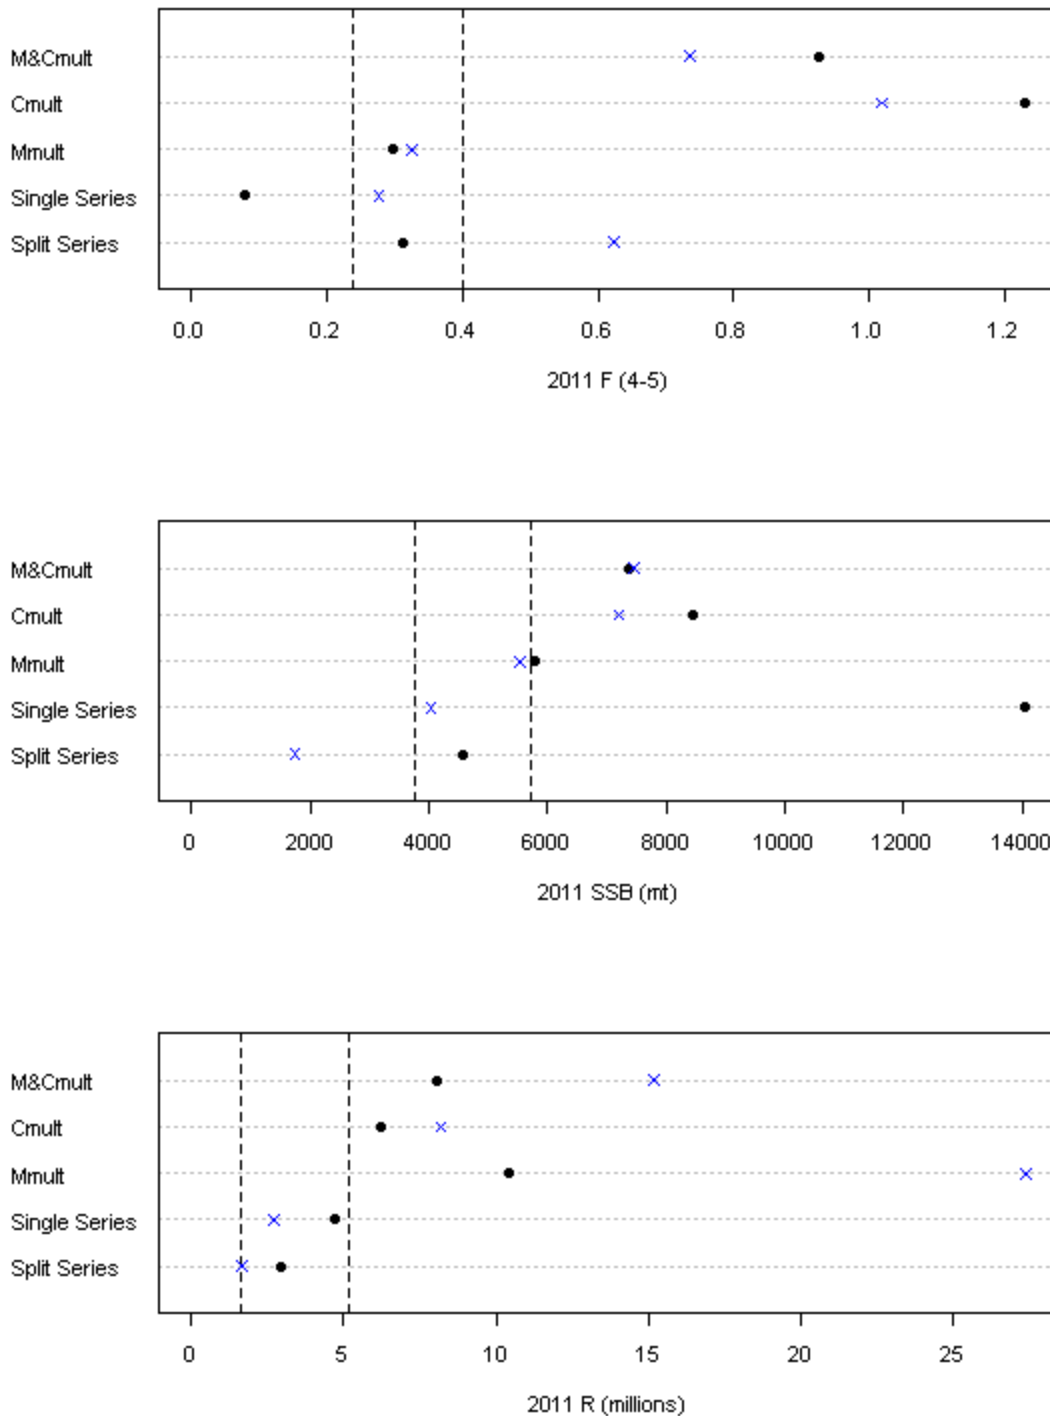 M&Cmult
Cmult
Mmult
Single Series
Split Series
0.0 0.2 0.4 0.6 0.8 1.0 1.2
2011 F (4-5)
M&Cmult
Cmult
Mmult
Single Series
Split Series
0 2000 4000 6000 8000 10000 12000 14000
2011 SSB (mt)
M&Cmult
Cmult
Mmult
Single Series
Split Series
0 5 10 15 20 25
2011 R (millions)